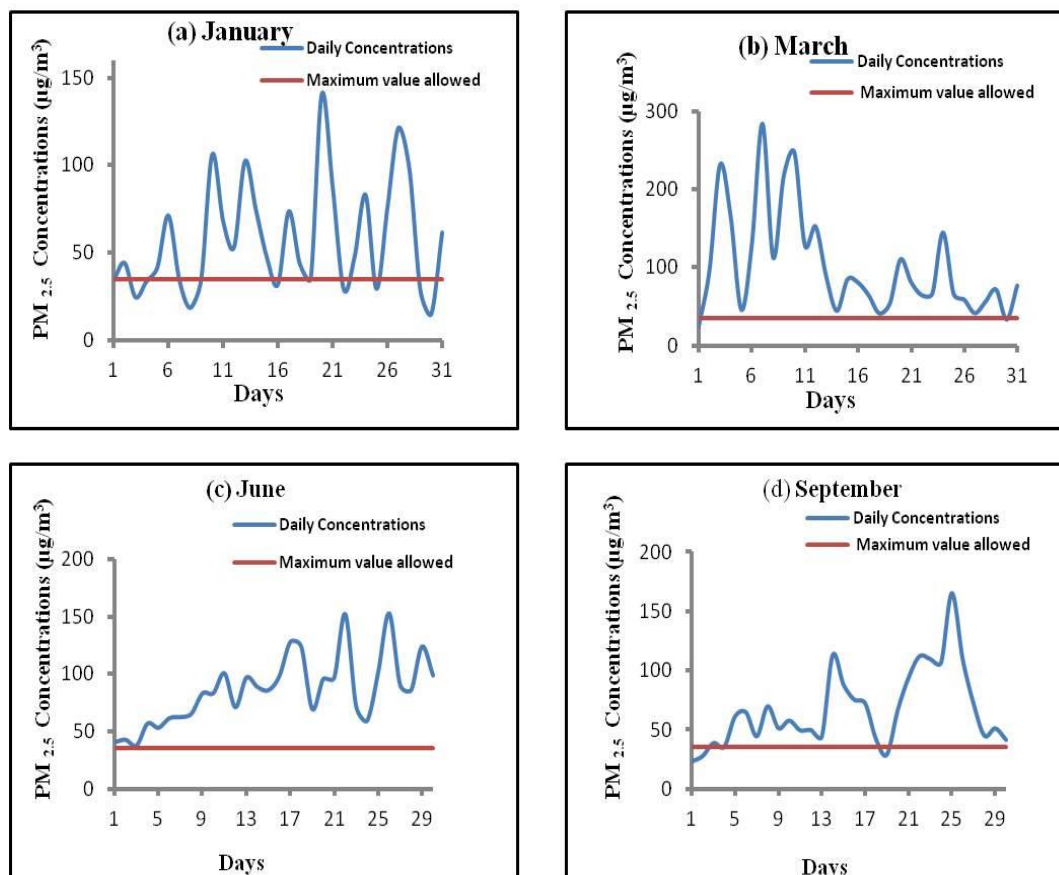 (a) January
Daily Concentrations
Maximum value allowed
PM 2.5 Concentrations (µg/m³)
150
100
50
0
1 6 11 16 21 26 31
Days
(b) March
Daily Concentrations
Maximum value allowed
PM 2.5 Concentrations (µg/m³)
300
200
100
0
1 6 11 16 21 26 31
Days
(c) June
Daily Concentrations
Maximum value allowed
PM 2.5 Concentrations (µg/m³)
200
150
100
50
0
1 5 9 13 17 21 25 29
Days
(d) September
Daily Concentrations
Maximum value allowed
PM 2.5 Concentrations (µg/m³)
200
150
100
50
0
1 5 9 13 17 21 25 29
Days